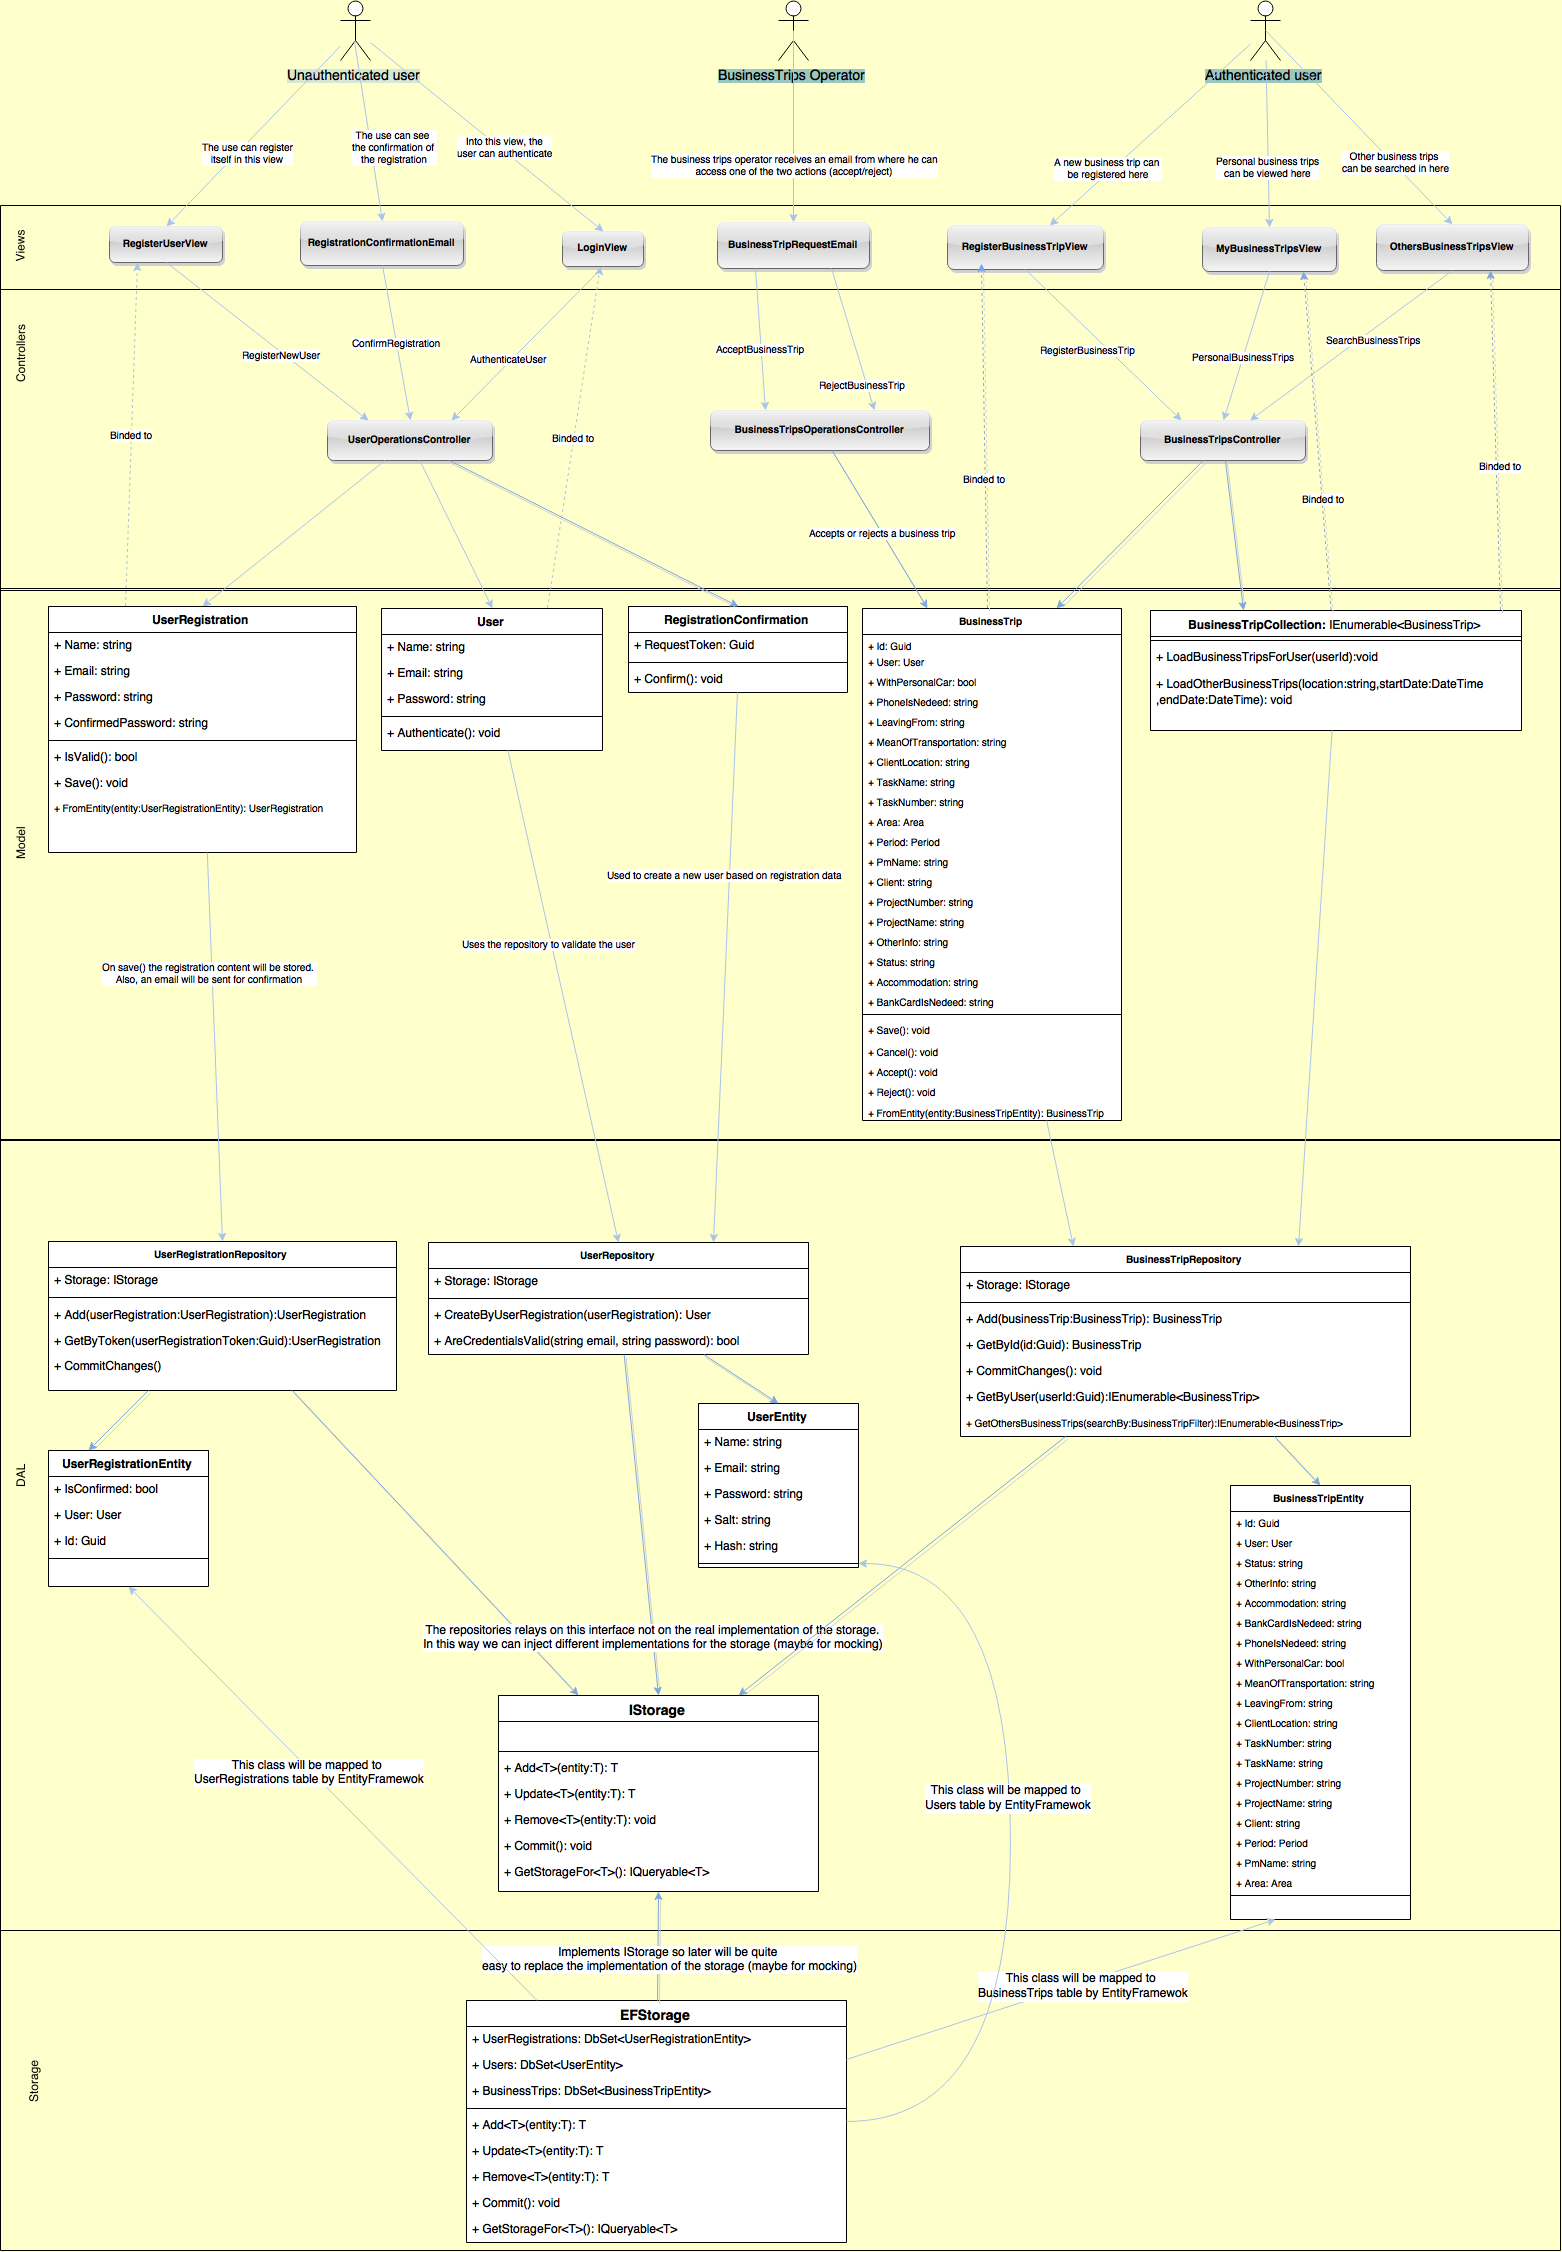 Unauthenticated user
BusinessTrips Operator
Authenticated user
The use can register
itself in this view
The use can see
the confirmation of
the registration
Into this view, the
user can authenticate
The business trips operator receives an email from where he can
access one of the two actions (accept/reject)
A new business trip can
be registered here
Personal business trips
can be viewed here
Other business trips
can be searched in here
Views
RegisterUserView
RegistrationConfirmationEmail
LoginView
BusinessTripRequestEmail
RegisterBusinessTripView
MyBusinessTripsView
OthersBusinessTripsView
Controllers
RegisterNewUser
ConfirmRegistration
AuthenticateUser
AcceptBusinessTrip
RejectBusinessTrip
RegisterBusinessTrip
PersonalBusinessTrips
SearchBusinessTrips
Binded to
UserOperationsController
Binded to
BusinessTripsOperationsController
BusinessTripsController
Binded to
Binded to
Binded to
Accepts or rejects a business trip
Model
UserRegistration
+ Name: string
+ Email: string
+ Password: string
+ ConfirmedPassword: string
+ IsValid(): bool
+ Save(): void
+ FromEntity(entity:UserRegistrationEntity): UserRegistration
User
+ Name: string
+ Email: string
+ Password: string
+ Authenticate(): void
RegistrationConfirmation
+ RequestToken: Guid
+ Confirm(): void
BusinessTrip
+ Id: Guid
+ User: User
+ WithPersonalCar: bool
+ PhoneIsNedeed: string
+ LeavingFrom: string
+ MeanOfTransportation: string
+ ClientLocation: string
+ TaskName: string
+ TaskNumber: string
+ Area: Area
+ Period: Period
+ PmName: string
+ Client: string
+ ProjectNumber: string
+ ProjectName: string
+ OtherInfo: string
+ Status: string
+ Accommodation: string
+ BankCardIsNedeed: string
+ Save(): void
+ Cancel(): void
+ Accept(): void
+ Reject(): void
+ FromEntity(entity:BusinessTripEntity): BusinessTrip
BusinessTripCollection: IEnumerable<BusinessTrip>
+ LoadBusinessTripsForUser(userId):void
+ LoadOtherBusinessTrips(location:string,startDate:DateTime
,endDate:DateTime): void
Used to create a new user based on registration data
Uses the repository to validate the user
On save() the registration content will be stored.
Also, an email will be sent for confirmation
DAL
UserRegistrationRepository
+ Storage: IStorage
+ Add(userRegistration:UserRegistration):UserRegistration
+ GetByToken(userRegistrationToken:Guid):UserRegistration
+ CommitChanges()
UserRepository
+ Storage: IStorage
+ CreateByUserRegistration(userRegistration): User
+ AreCredentialsValid(string email, string password): bool
BusinessTripRepository
+ Storage: IStorage
+ Add(businessTrip:BusinessTrip): BusinessTrip
+ GetById(id:Guid): BusinessTrip
+ CommitChanges(): void
+ GetByUser(userId:Guid):IEnumerable<BusinessTrip>
+ GetOthersBusinessTrips(searchBy:BusinessTripFilter):IEnumerable<BusinessTrip>
UserRegistrationEntity
+ IsConfirmed: bool
+ User: User
+ Id: Guid
UserEntity
+ Name: string
+ Email: string
+ Password: string
+ Salt: string
+ Hash: string
BusinessTripEntity
+ Id: Guid
+ User: User
+ Status: string
+ OtherInfo: string
+ Accommodation: string
+ BankCardIsNedeed: string
+ PhoneIsNedeed: string
+ WithPersonalCar: bool
+ MeanOfTransportation: string
+ LeavingFrom: string
+ ClientLocation: string
+ TaskNumber: string
+ TaskName: string
+ ProjectNumber: string
+ ProjectName: string
+ Client: string
+ Period: Period
+ PmName: string
+ Area: Area
The repositories relays on this interface not on the real implementation of the storage.
In this way we can inject different implementations for the storage (maybe for mocking)
IStorage
+ Add<T>(entity:T): T
+ Update<T>(entity:T): T
+ Remove<T>(entity:T): void
+ Commit(): void
+ GetStorageFor<T>(): IQueryable<T>
This class will be mapped to
UserRegistrations table by EntityFramewok
This class will be mapped to
Users table by EntityFramewok
Storage
Implements IStorage so later will be quite
easy to replace the implementation of the storage (maybe for mocking)
This class will be mapped to
BusinessTrips table by EntityFramewok
EFStorage
+ UserRegistrations: DbSet<UserRegistrationEntity>
+ Users: DbSet<UserEntity>
+ BusinessTrips: DbSet<BusinessTripEntity>
+ Add<T>(entity:T): T
+ Update<T>(entity:T): T
+ Remove<T>(entity:T): T
+ Commit(): void
+ GetStorageFor<T>(): IQueryable<T>